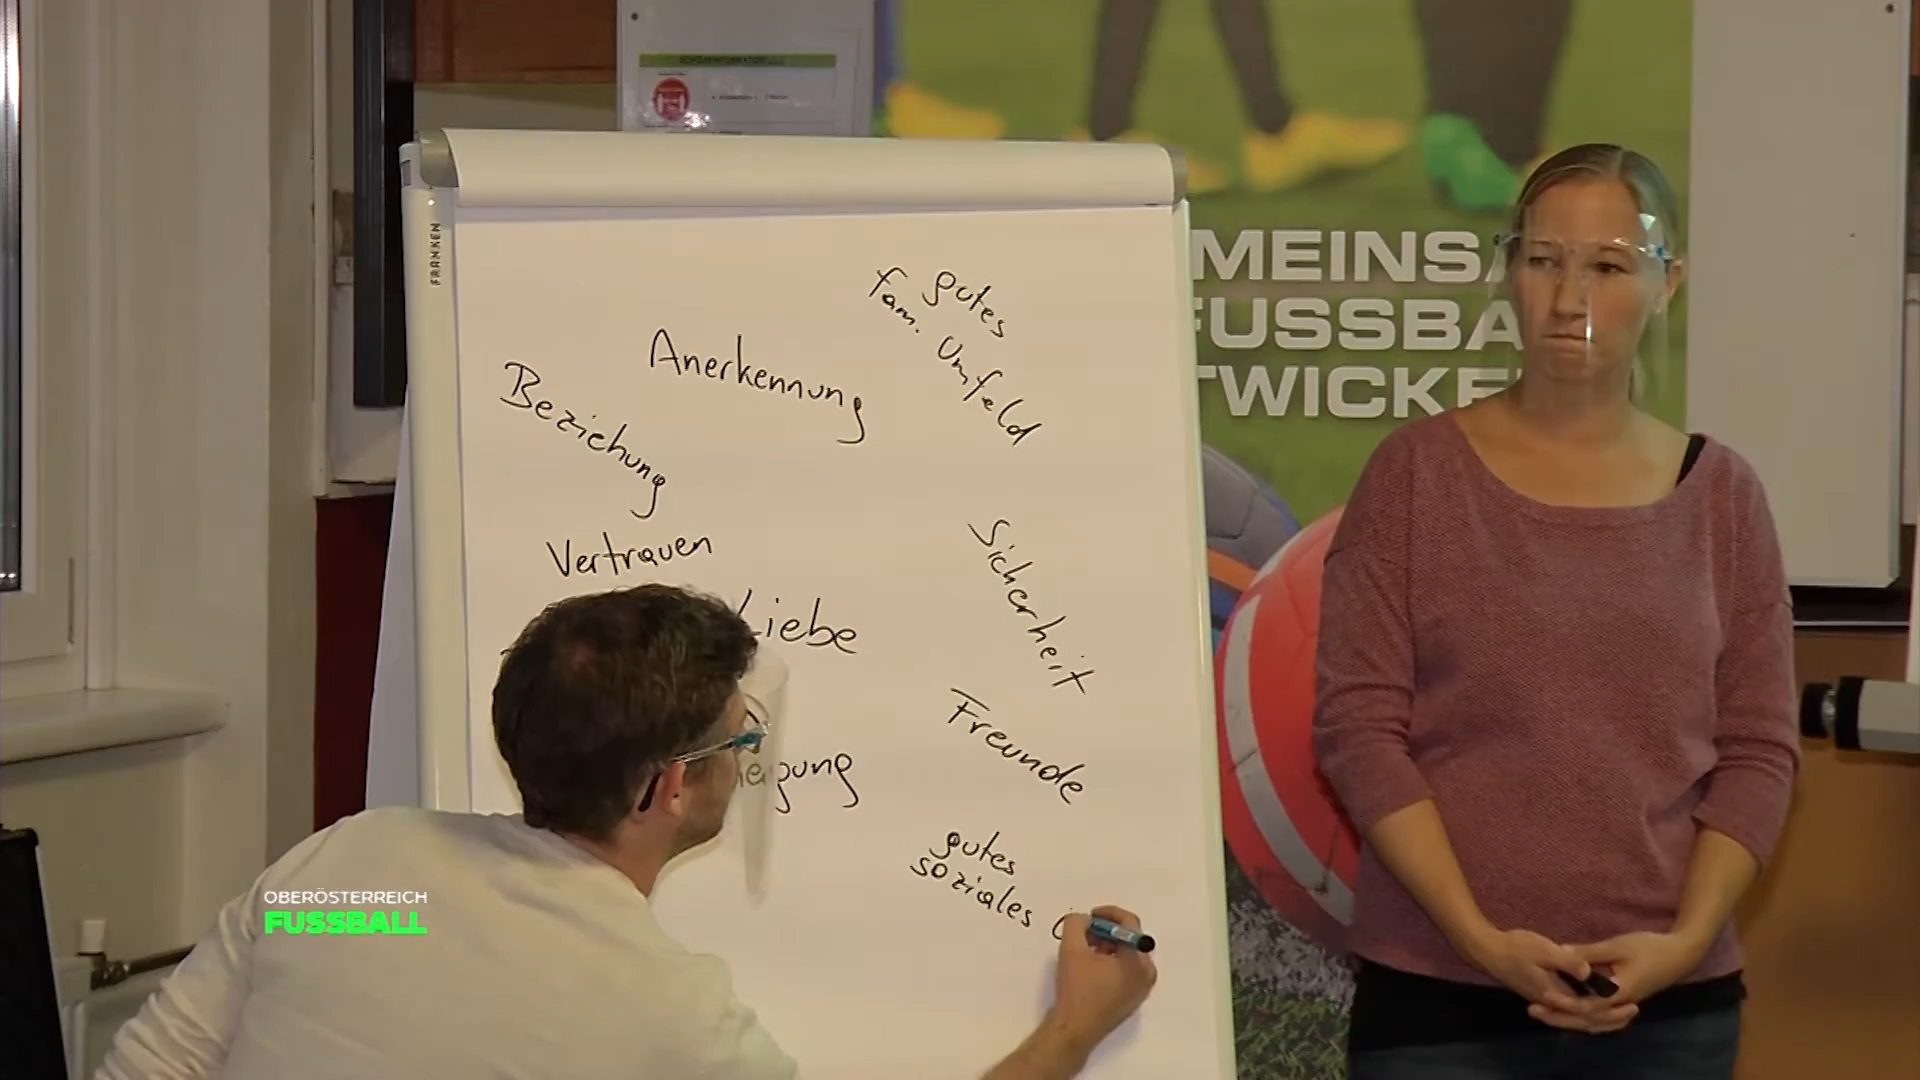 FRANKEN
gutes
fam. Umfeld
Anerkennung
Beziehung
Vertrauen
Liebe
Sicherheit
Freunde
gutes
soziales
MEINSA
FUSSBA
TWICKE
OBERÖSTERREICH
FUSSBALL